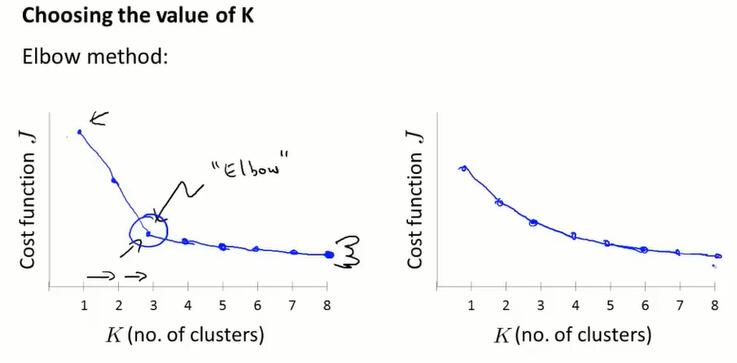 Choosing the value of K
Elbow method:
Cost function J
"Elbow"
1 2 3 4 5 6 7 8
K (no. of clusters)
Cost function J
1 2 3 4 5 6 7 8
K (no. of clusters)